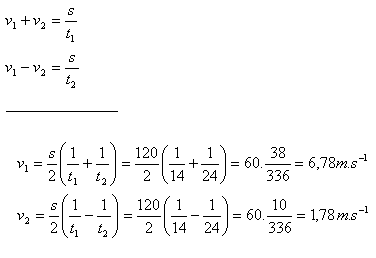 v₁ + v₂ = s/t₁
v₁ − v₂ = s/t₂
v₁ = s/2 (1/t₁ + 1/t₂) = 120/2 (1/14 + 1/24) = 60. 38/336 = 6,78m.s⁻¹
v₂ = s/2 (1/t₁ − 1/t₂) = 120/2 (1/14 − 1/24) = 60. 10/336 = 1,78m.s⁻¹